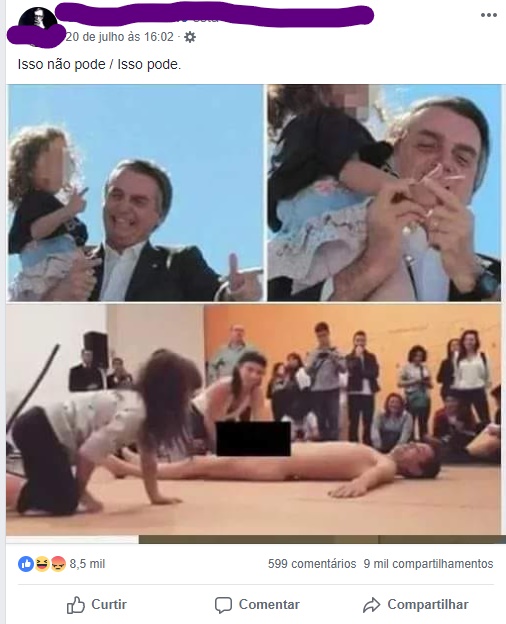 20 de julho às 16:02 ·
Isso não pode / Isso pode.
8,5 mil
599 comentários 9 mil compartilhamentos
Curtir
Comentar
Compartilhar